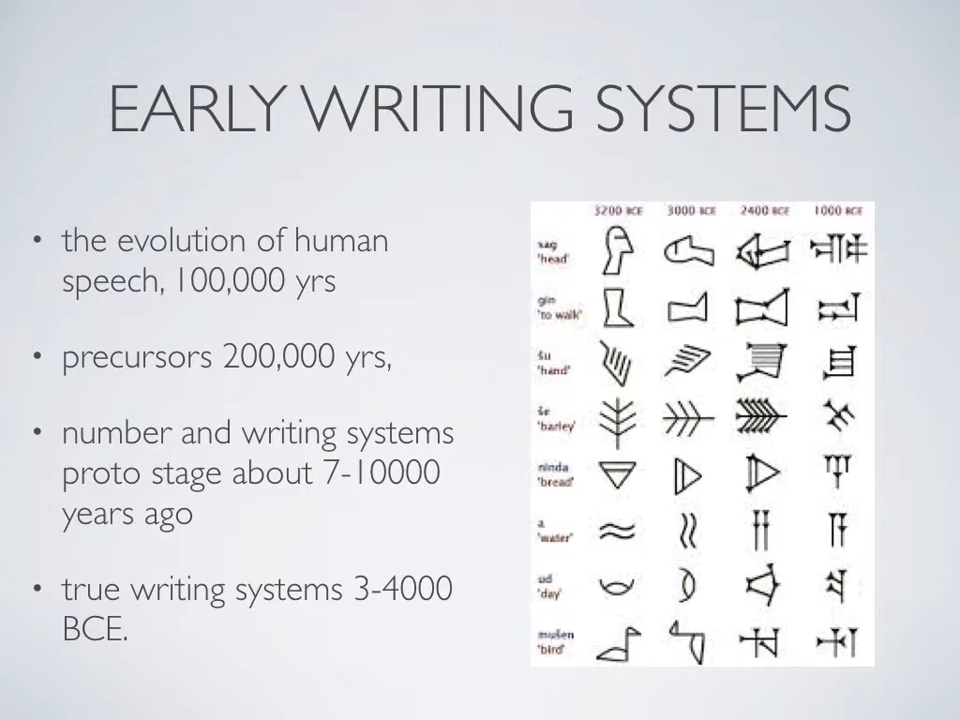 EARLY WRITING SYSTEMS
• the evolution of human
speech, 100,000 yrs
• precursors 200,000 yrs,
• number and writing systems
proto stage about 7-10000
years ago
• true writing systems 3-4000
BCE.
3200 BCE 3000 BCE 2400 BCE 1000 BCE
sag
'head'
gin
'to walk'
šu
'hand'
še
'barley'
ninda
'bread'
a
'water'
ud
'day'
mušen
'bird'